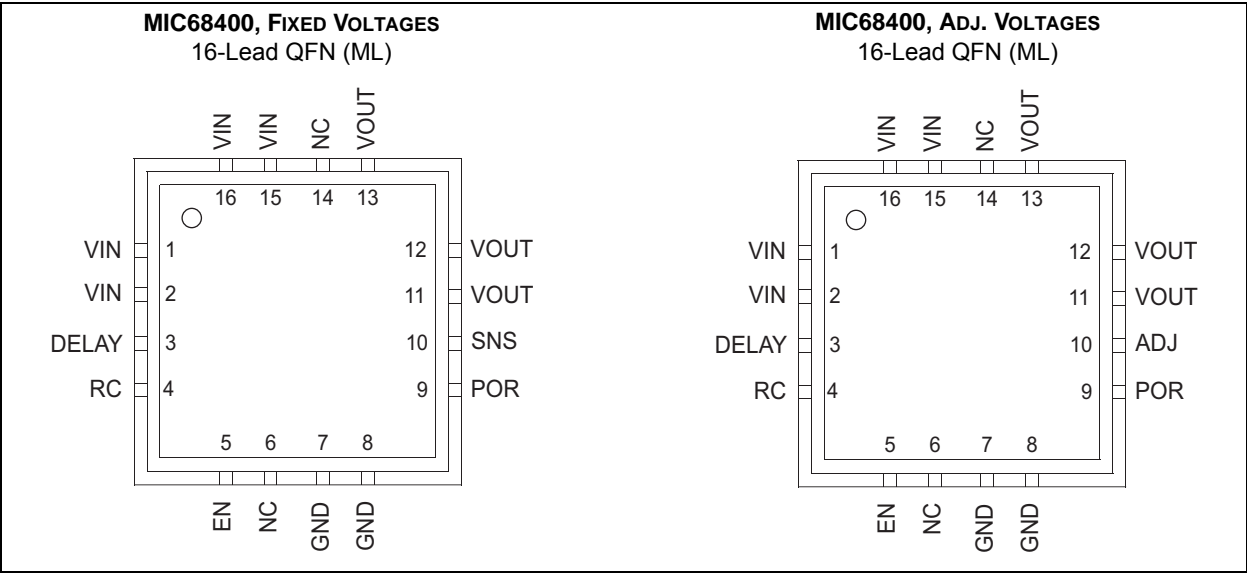 MIC68400, FIXED VOLTAGES
16-Lead QFN (ML)
VIN VIN NC VOUT
16 15 14 13
VIN 1 12 VOUT
VIN 2 11 VOUT
DELAY 3 10 SNS
RC 4 9 POR
5 6 7 8
EN NC GND GND
MIC68400, ADJ. VOLTAGES
16-Lead QFN (ML)
VIN VIN NC VOUT
16 15 14 13
VIN 1 12 VOUT
VIN 2 11 VOUT
DELAY 3 10 ADJ
RC 4 9 POR
5 6 7 8
EN NC GND GND